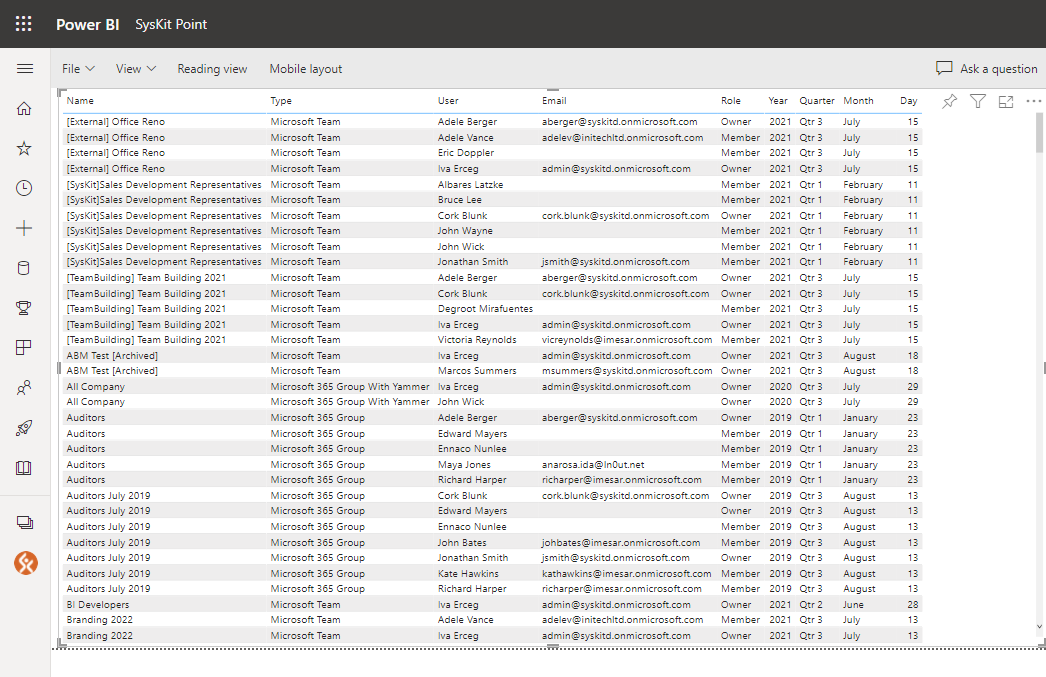 Power BI SysKit Point
File View Reading view Mobile layout Ask a question
Name Type User Email Role Year Quarter Month Day
[External] Office Reno Microsoft Team Adele Berger aberger@syskitd.onmicrosoft.com Owner 2021 Qtr 3 July 15
[External] Office Reno Microsoft Team Adele Vance adelev@initechltd.onmicrosoft.com Member 2021 Qtr 3 July 15
[External] Office Reno Microsoft Team Eric Doppler Member 2021 Qtr 3 July 15
[External] Office Reno Microsoft Team Iva Erceg admin@syskitd.onmicrosoft.com Owner 2021 Qtr 3 July 15
[SysKit]Sales Development Representatives Microsoft Team Albares Latzke Member 2021 Qtr 1 February 11
[SysKit]Sales Development Representatives Microsoft Team Bruce Lee Member 2021 Qtr 1 February 11
[SysKit]Sales Development Representatives Microsoft Team Cork Blunk cork.blunk@syskitd.onmicrosoft.com Owner 2021 Qtr 1 February 11
[SysKit]Sales Development Representatives Microsoft Team John Wayne Member 2021 Qtr 1 February 11
[SysKit]Sales Development Representatives Microsoft Team John Wick Member 2021 Qtr 1 February 11
[SysKit]Sales Development Representatives Microsoft Team Jonathan Smith jsmith@syskitd.onmicrosoft.com Member 2021 Qtr 1 February 11
[TeamBuilding] Team Building 2021 Microsoft Team Adele Berger aberger@syskitd.onmicrosoft.com Owner 2021 Qtr 3 July 15
[TeamBuilding] Team Building 2021 Microsoft Team Cork Blunk cork.blunk@syskitd.onmicrosoft.com Owner 2021 Qtr 3 July 15
[TeamBuilding] Team Building 2021 Microsoft Team Degroot Mirafuentes Member 2021 Qtr 3 July 15
[TeamBuilding] Team Building 2021 Microsoft Team Iva Erceg admin@syskitd.onmicrosoft.com Owner 2021 Qtr 3 July 15
[TeamBuilding] Team Building 2021 Microsoft Team Victoria Reynolds vicreynolds@imesar.onmicrosoft.com Member 2021 Qtr 3 July 15
ABM Test [Archived] Microsoft Team Iva Erceg admin@syskitd.onmicrosoft.com Owner 2021 Qtr 3 August 18
ABM Test [Archived] Microsoft Team Marcos Summers msummers@syskitd.onmicrosoft.com Owner 2021 Qtr 3 August 18
All Company Microsoft 365 Group With Yammer Iva Erceg admin@syskitd.onmicrosoft.com Owner 2020 Qtr 3 July 29
All Company Microsoft 365 Group With Yammer John Wick Owner 2020 Qtr 3 July 29
Auditors Microsoft 365 Group Adele Berger aberger@syskitd.onmicrosoft.com Owner 2019 Qtr 1 January 23
Auditors Microsoft 365 Group Edward Mayers Member 2019 Qtr 1 January 23
Auditors Microsoft 365 Group Ennaco Nunlee Member 2019 Qtr 1 January 23
Auditors Microsoft 365 Group Maya Jones anarosa.ida@ln0ut.net Member 2019 Qtr 1 January 23
Auditors Microsoft 365 Group Richard Harper richarper@imesar.onmicrosoft.com Member 2019 Qtr 1 January 23
Auditors July 2019 Microsoft 365 Group Cork Blunk cork.blunk@syskitd.onmicrosoft.com Owner 2019 Qtr 3 August 13
Auditors July 2019 Microsoft 365 Group Edward Mayers Owner 2019 Qtr 3 August 13
Auditors July 2019 Microsoft 365 Group Ennaco Nunlee Member 2019 Qtr 3 August 13
Auditors July 2019 Microsoft 365 Group John Bates johbates@imesar.onmicrosoft.com Member 2019 Qtr 3 August 13
Auditors July 2019 Microsoft 365 Group Jonathan Smith jsmith@syskitd.onmicrosoft.com Owner 2019 Qtr 3 August 13
Auditors July 2019 Microsoft 365 Group Kate Hawkins kathawkins@imesar.onmicrosoft.com Member 2019 Qtr 3 August 13
Auditors July 2019 Microsoft 365 Group Richard Harper richarper@imesar.onmicrosoft.com Member 2019 Qtr 3 August 13
BI Developers Microsoft Team Iva Erceg admin@syskitd.onmicrosoft.com Owner 2021 Qtr 2 June 28
Branding 2022 Microsoft Team Adele Vance adelev@initechltd.onmicrosoft.com Member 2021 Qtr 3 July 13
Branding 2022 Microsoft Team Iva Erceg admin@syskitd.onmicrosoft.com Owner 2021 Qtr 3 July 13